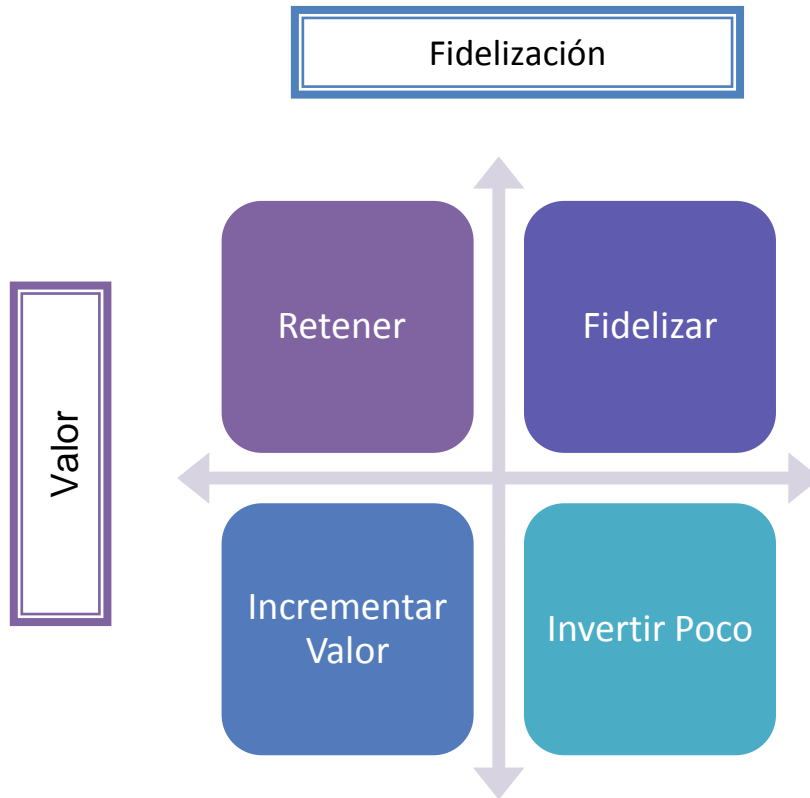 Fidelización
Retener
Fidelizar
Valor
Incrementar
Valor
Invertir Poco